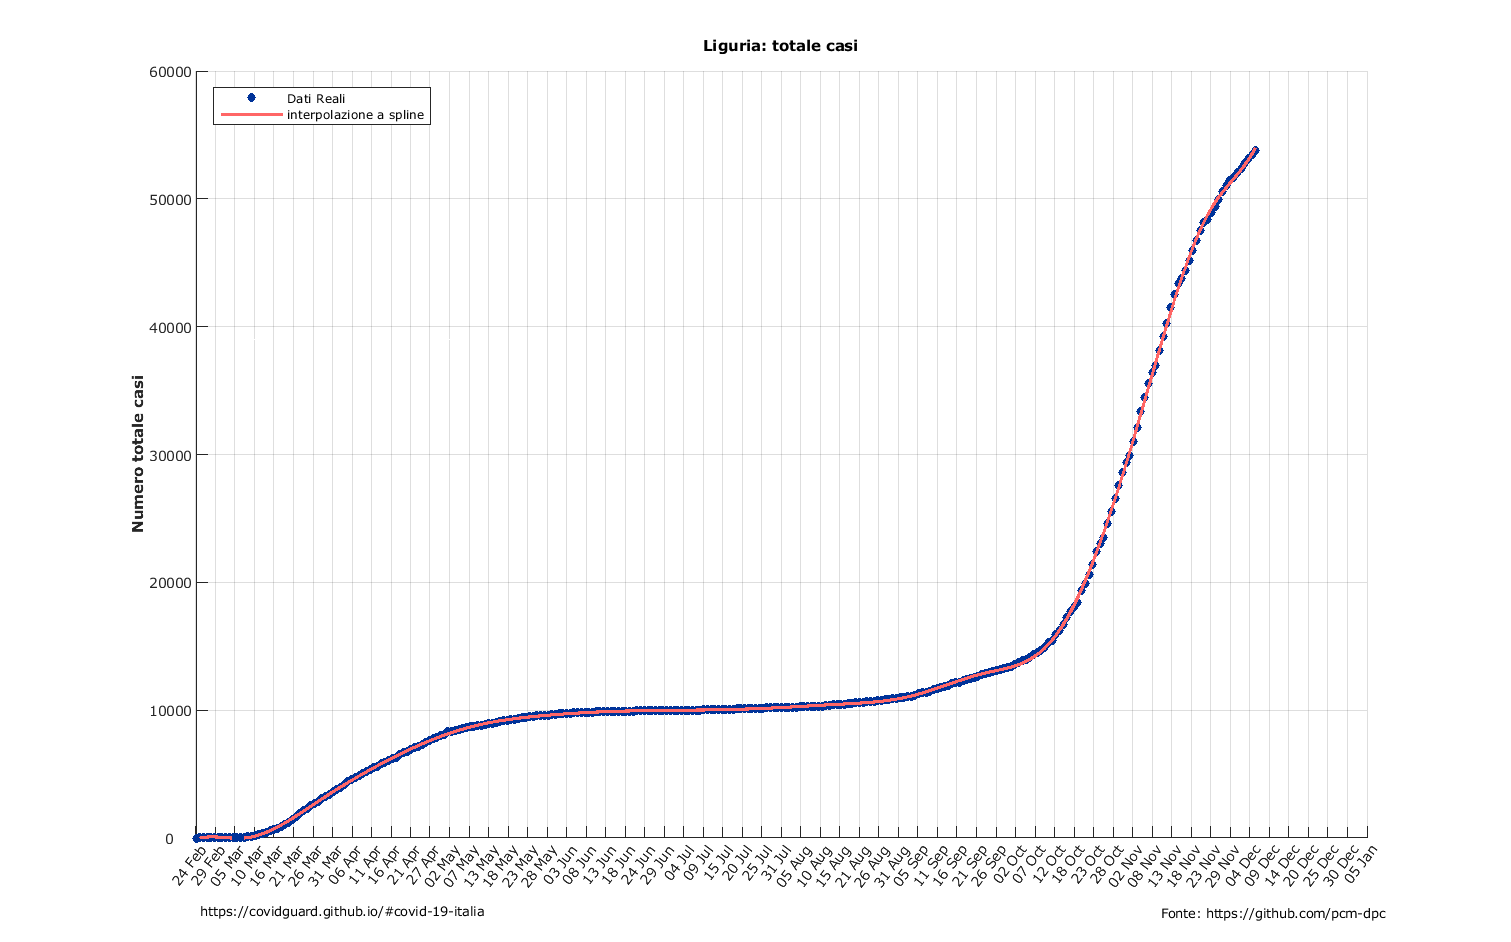 Liguria: totale casi
Dati Reali
interpolazione a spline
Numero totale casi
60000
50000
40000
30000
20000
10000
0
24 Feb
29 Feb
05 Mar
10 Mar
16 Mar
21 Mar
26 Mar
31 Mar
06 Apr
11 Apr
16 Apr
21 Apr
27 Apr
02 May
07 May
13 May
18 May
23 May
28 May
03 Jun
08 Jun
13 Jun
18 Jun
24 Jun
29 Jun
04 Jul
09 Jul
15 Jul
20 Jul
25 Jul
31 Jul
05 Aug
10 Aug
15 Aug
21 Aug
26 Aug
31 Aug
05 Sep
11 Sep
16 Sep
21 Sep
26 Sep
02 Oct
07 Oct
12 Oct
18 Oct
23 Oct
28 Oct
02 Nov
08 Nov
13 Nov
18 Nov
23 Nov
29 Nov
04 Dec
09 Dec
14 Dec
20 Dec
25 Dec
30 Dec
05 Jan
https://covidguard.github.io/#covid-19-italia
Fonte: https://github.com/pcm-dpc